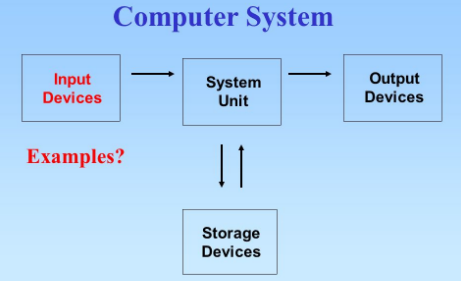 Computer System
Input
Devices
System
Unit
Output
Devices
Examples?
Storage
Devices